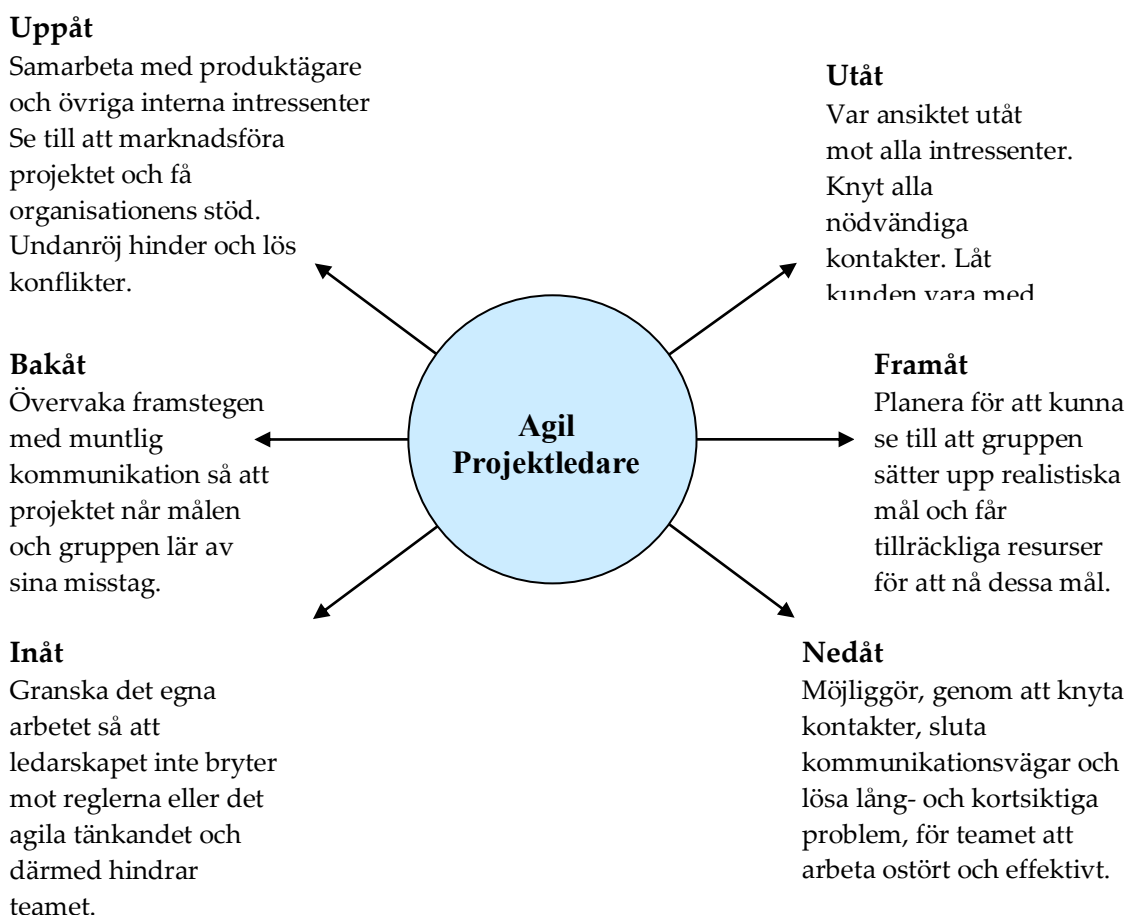 Uppåt
Samarbeta med produktägare
och övriga interna intressenter
Se till att marknadsföra
projektet och få
organisationens stöd.
Undanröj hinder och lös
konflikter.
Utåt
Var ansiktet utåt
mot alla intressenter.
Knyt alla
nödvändiga
kontakter. Låt
kunden vara med
Bakåt
Övervaka framstegen
med muntlig
kommunikation så att
projektet når målen
och gruppen lär av
sina misstag.
Agil
Projektledare
Framåt
Planera för att kunna
se till att gruppen
sätter upp realistiska
mål och får
tillräckliga resurser
för att nå dessa mål.
Inåt
Granska det egna
arbetet så att
ledarskapet inte bryter
mot reglerna eller det
agila tänkandet och
därmed hindrar
teamet.
Nedåt
Möjliggör, genom att knyta
kontakter, sluta
kommunikationsvägar och
lösa lång- och kortsiktiga
problem, för teamet att
arbeta ostört och effektivt.